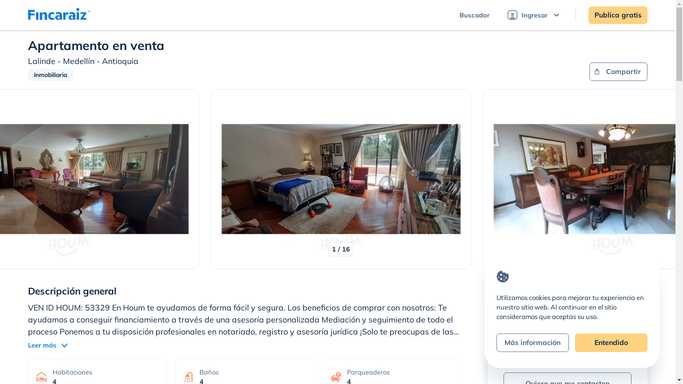 Fincaraiz
Buscador
Ingresar
Publica gratis
Apartamento en venta
Lalinde - Medellín - Antioquia
Inmobiliaria
Compartir
HOUM
HOUM
1 / 16
Descripción general
VEN ID HOUM: 53329 En Houm te ayudamos de forma fácil y segura. Los beneficios de comprar con nosotros: Te
ayudamos a conseguir financiamiento a través de una asesoría personalizada Mediación y seguimiento de todo el
proceso Ponemos a tu disposición profesionales en notariado, registro y asesoría jurídica ¡Solo te preocupas de las...
Leer más
Habitaciones
4
Baños
4
Parqueaderos
4
Utilizamos cookies para mejorar tu experiencia en
nuestro sitio web. Al continuar en el sitio
consideramos que aceptas su uso.
Más información
Entendido
Quiero que me contacten